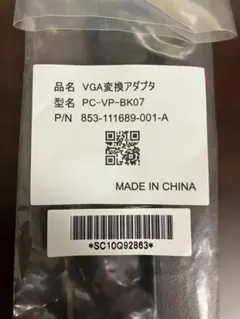 品名 VGA変換アダプタ
型名 PC-VP-BK07
P/N 853-111689-001-A
MADE IN CHINA
*SC10Q92863*